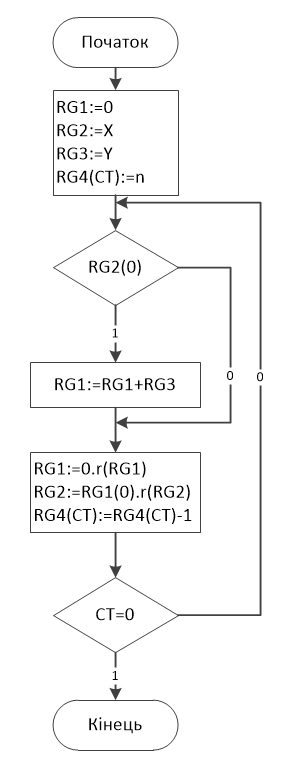 Початок
RG1:=0
RG2:=X
RG3:=Y
RG4(CT):=n
RG2(0)
1
0
0
RG1:=RG1+RG3
RG1:=0.r(RG1)
RG2:=RG1(0).r(RG2)
RG4(CT):=RG4(CT)-1
CT=0
1
Кінець